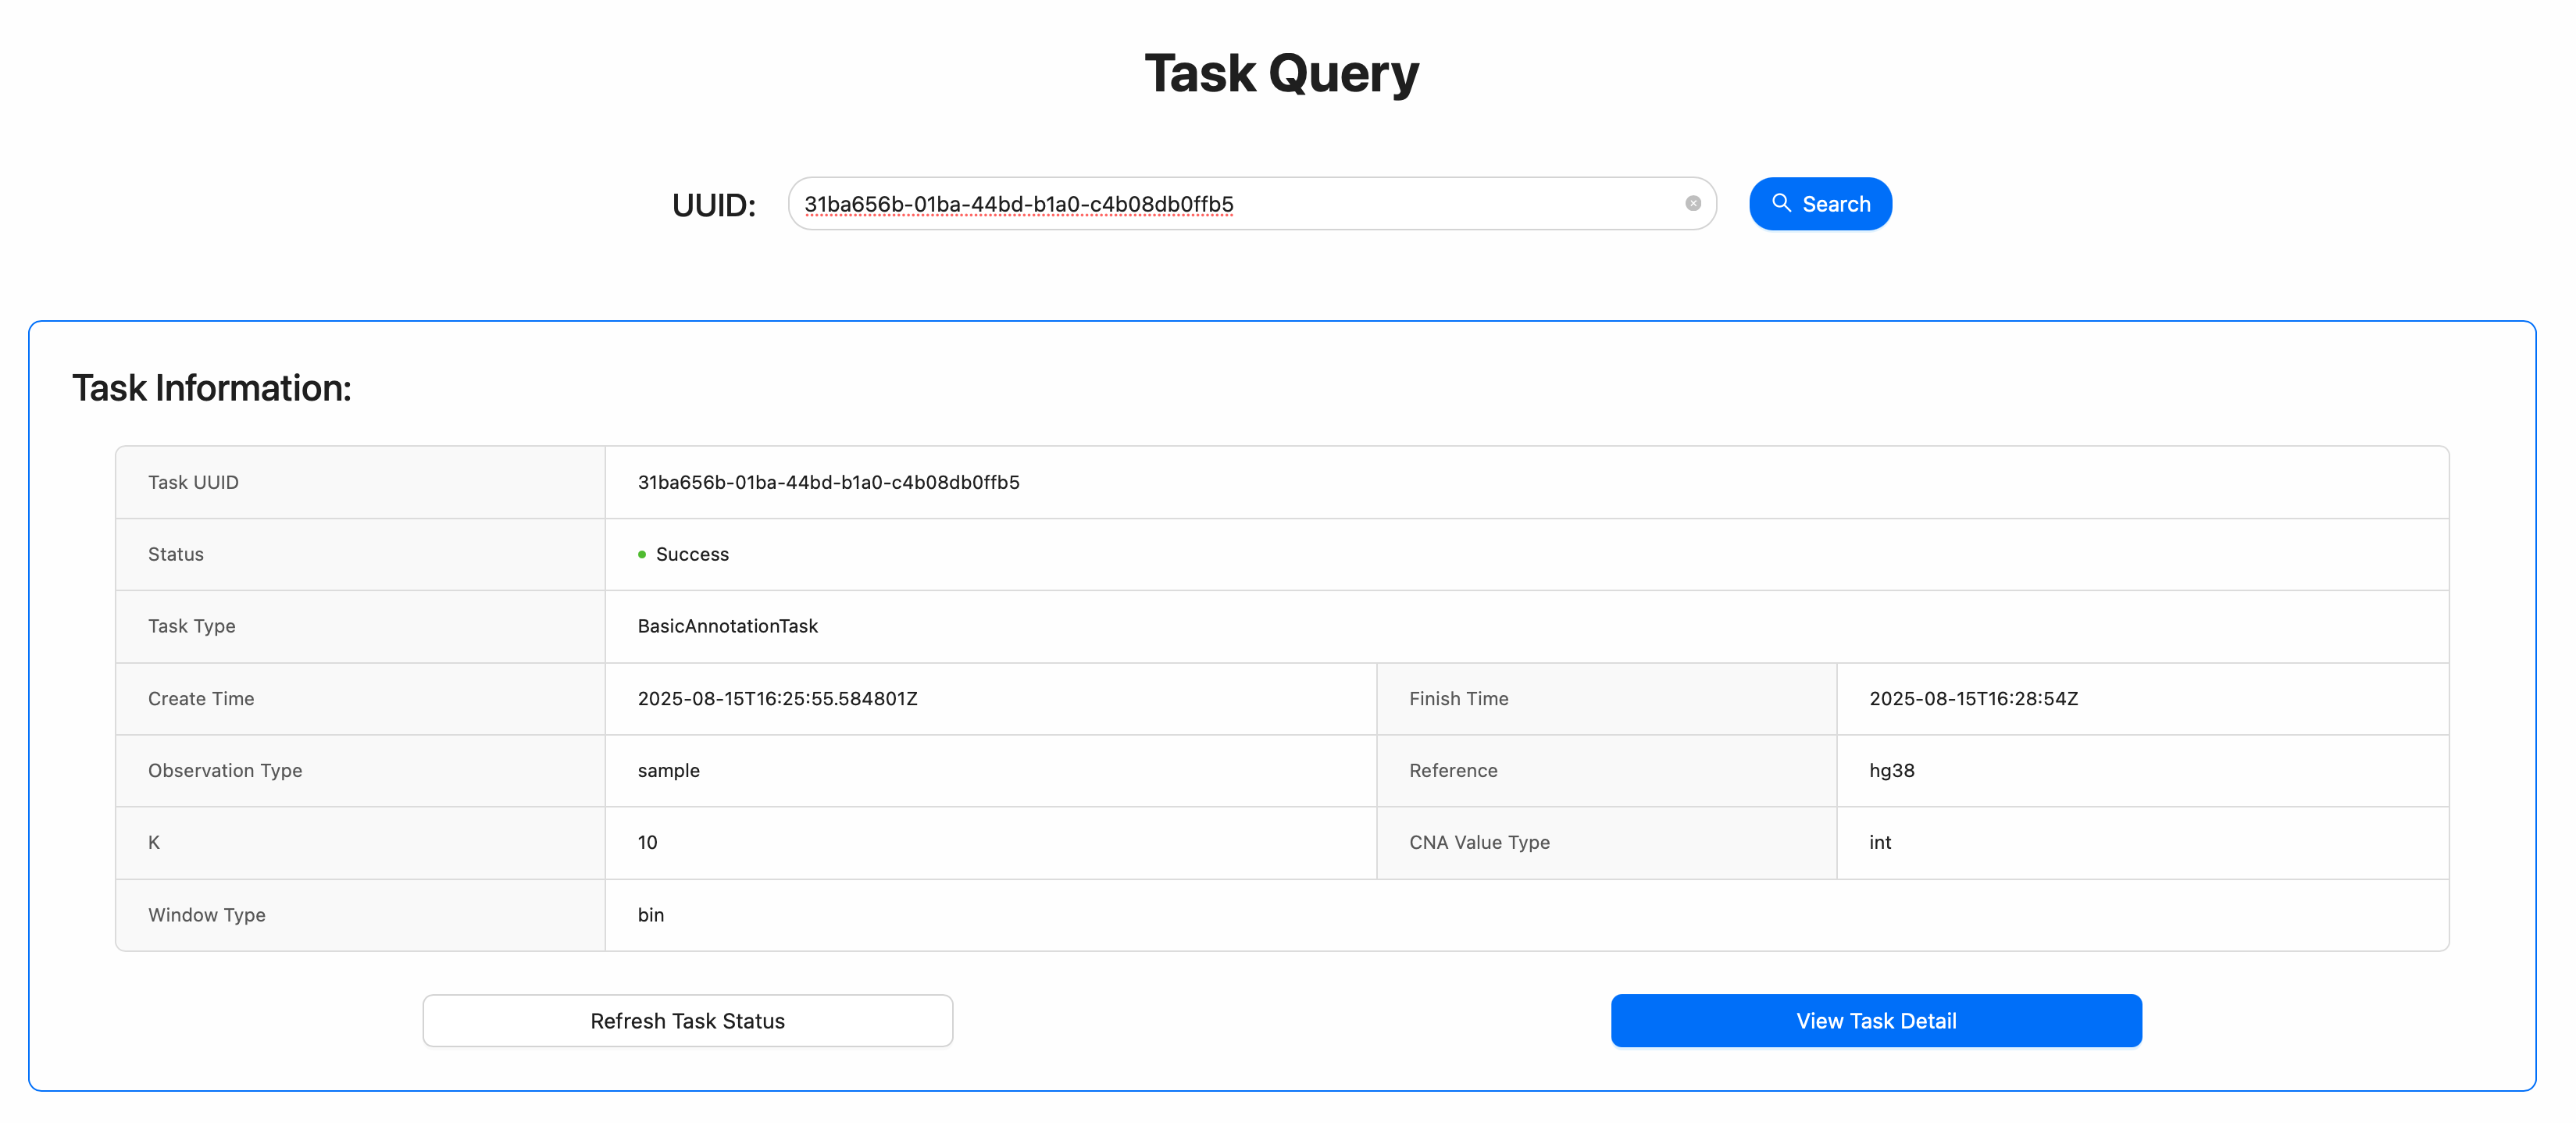 Task Query
UUID: 31ba656b-01ba-44bd-b1a0-c4b08db0ffb5 Search
Task Information:
Task UUID 31ba656b-01ba-44bd-b1a0-c4b08db0ffb5
Status Success
Task Type BasicAnnotationTask
Create Time 2025-08-15T16:25:55.584801Z Finish Time 2025-08-15T16:28:54Z
Observation Type sample Reference hg38
K 10 CNA Value Type int
Window Type bin
Refresh Task Status View Task Detail